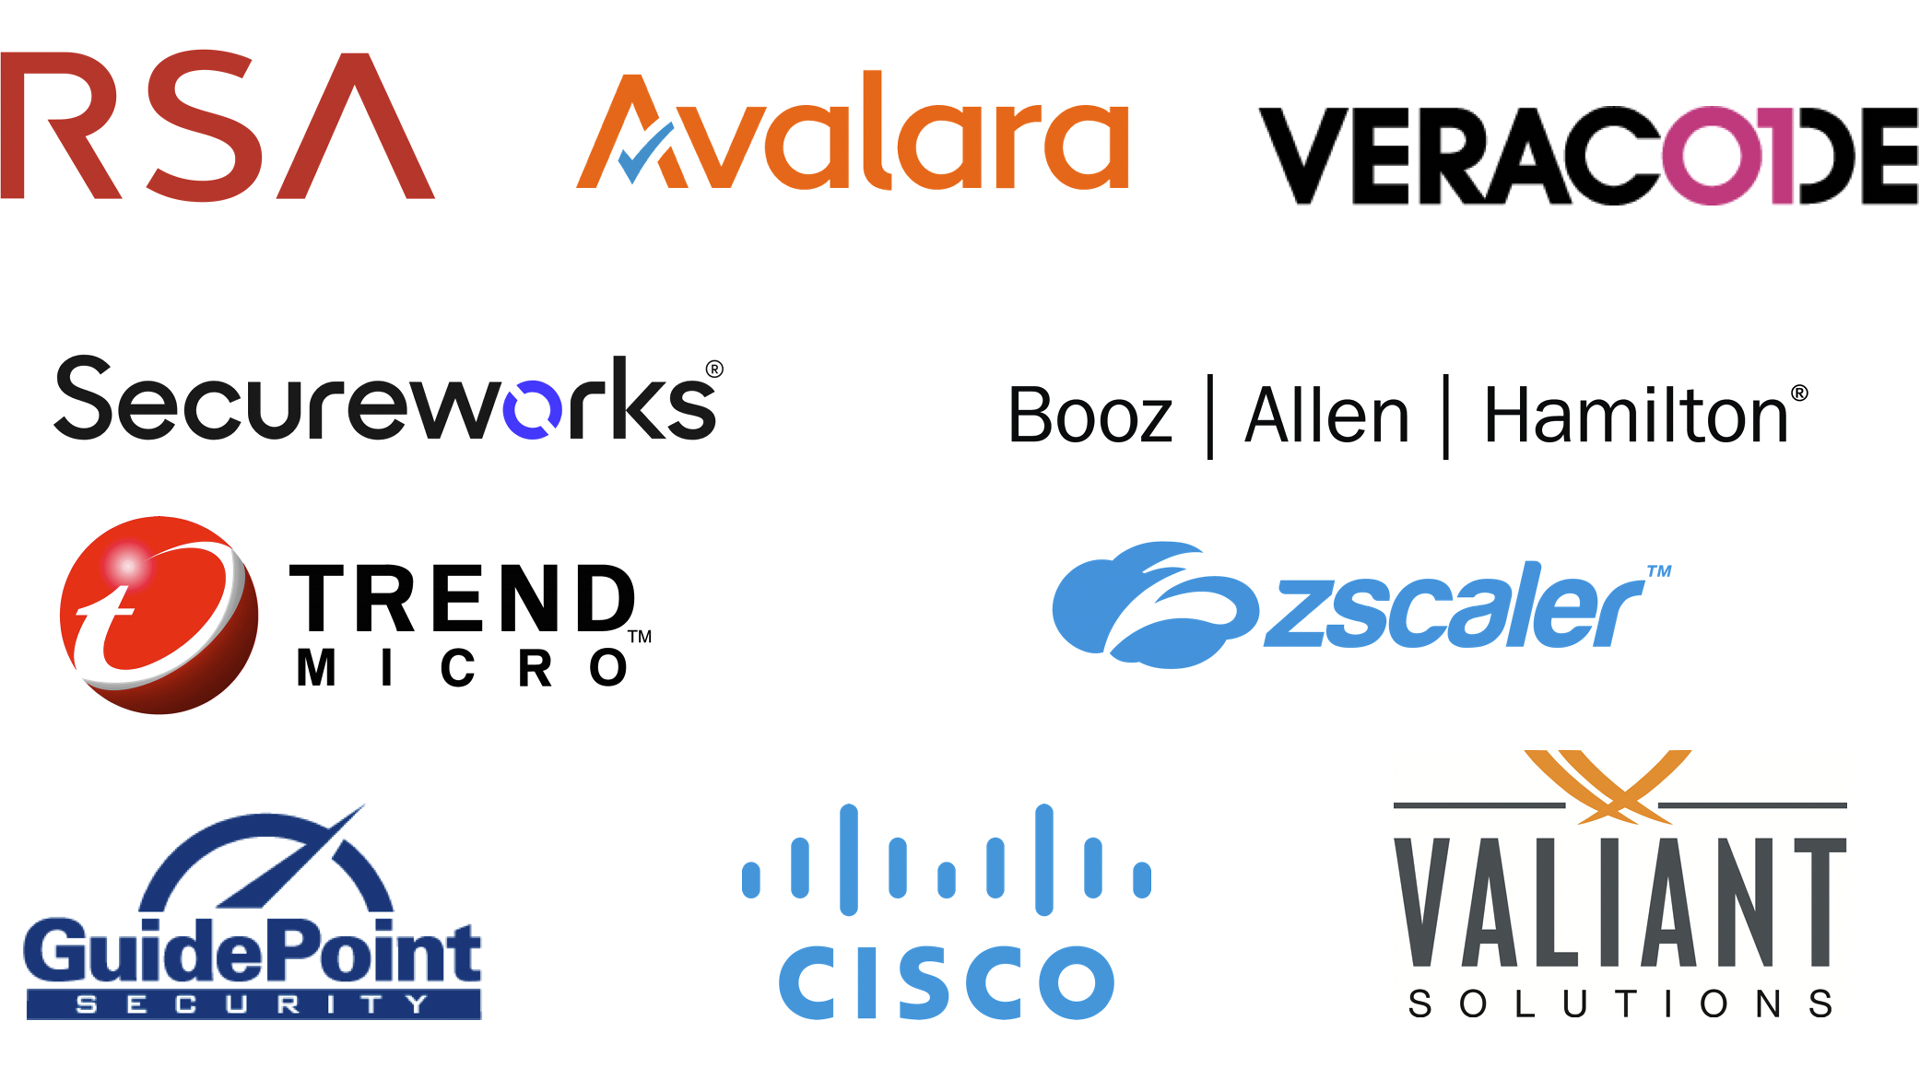 RSA
Avalara
VERACODE
Secureworks®
Booz | Allen | Hamilton®
TREND
MICRO™
zscaler™
GuidePoint
SECURITY
CISCO
VALIANT
SOLUTIONS